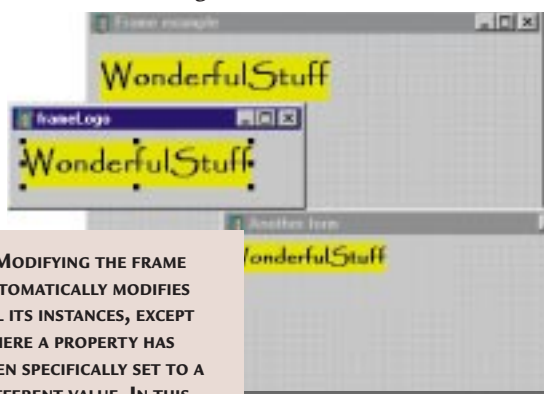 Frame example
WonderfulStuff
frameLogo
WonderfulStuff
Another form
WonderfulStuff
MODIFYING THE FRAME
AUTOMATICALLY MODIFIES
ALL ITS INSTANCES, EXCEPT
WHERE A PROPERTY HAS
BEEN SPECIFICALLY SET TO A
DIFFERENT VALUE. IN THIS